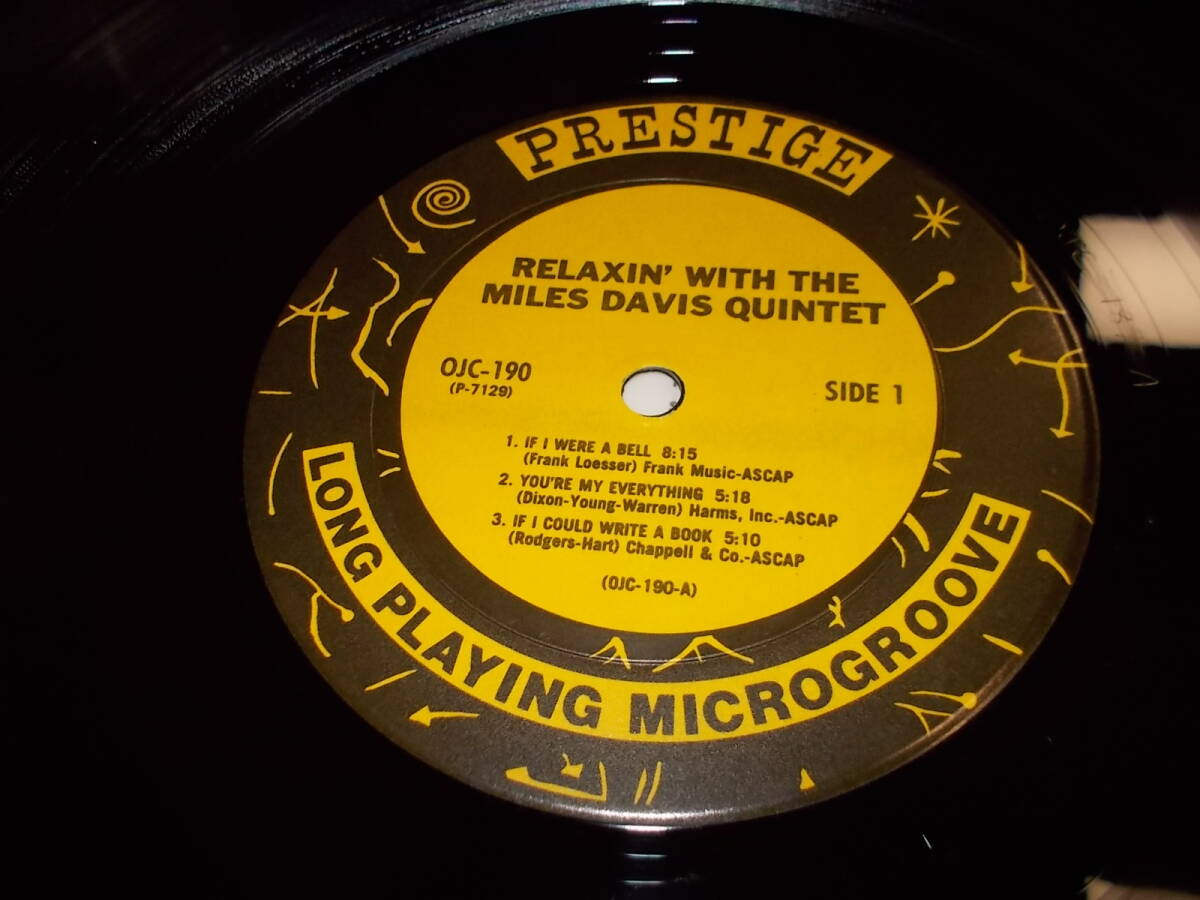 PRESTIGE
RELAXIN' WITH THE
MILES DAVIS QUINTET
OJC-190
(P-7129)
SIDE 1
1. IF I WERE A BELL 8:15
(Frank Loesser) Frank Music-ASCAP
2. YOU'RE MY EVERYTHING 5:18
(Dixon-Young-Warren) Harms, Inc.-ASCAP
3. IF I COULD WRITE A BOOK 5:10
(Rodgers-Hart) Chappell & Co.-ASCAP
(OJC-190-A)
LONG PLAYING MICROGROOVE